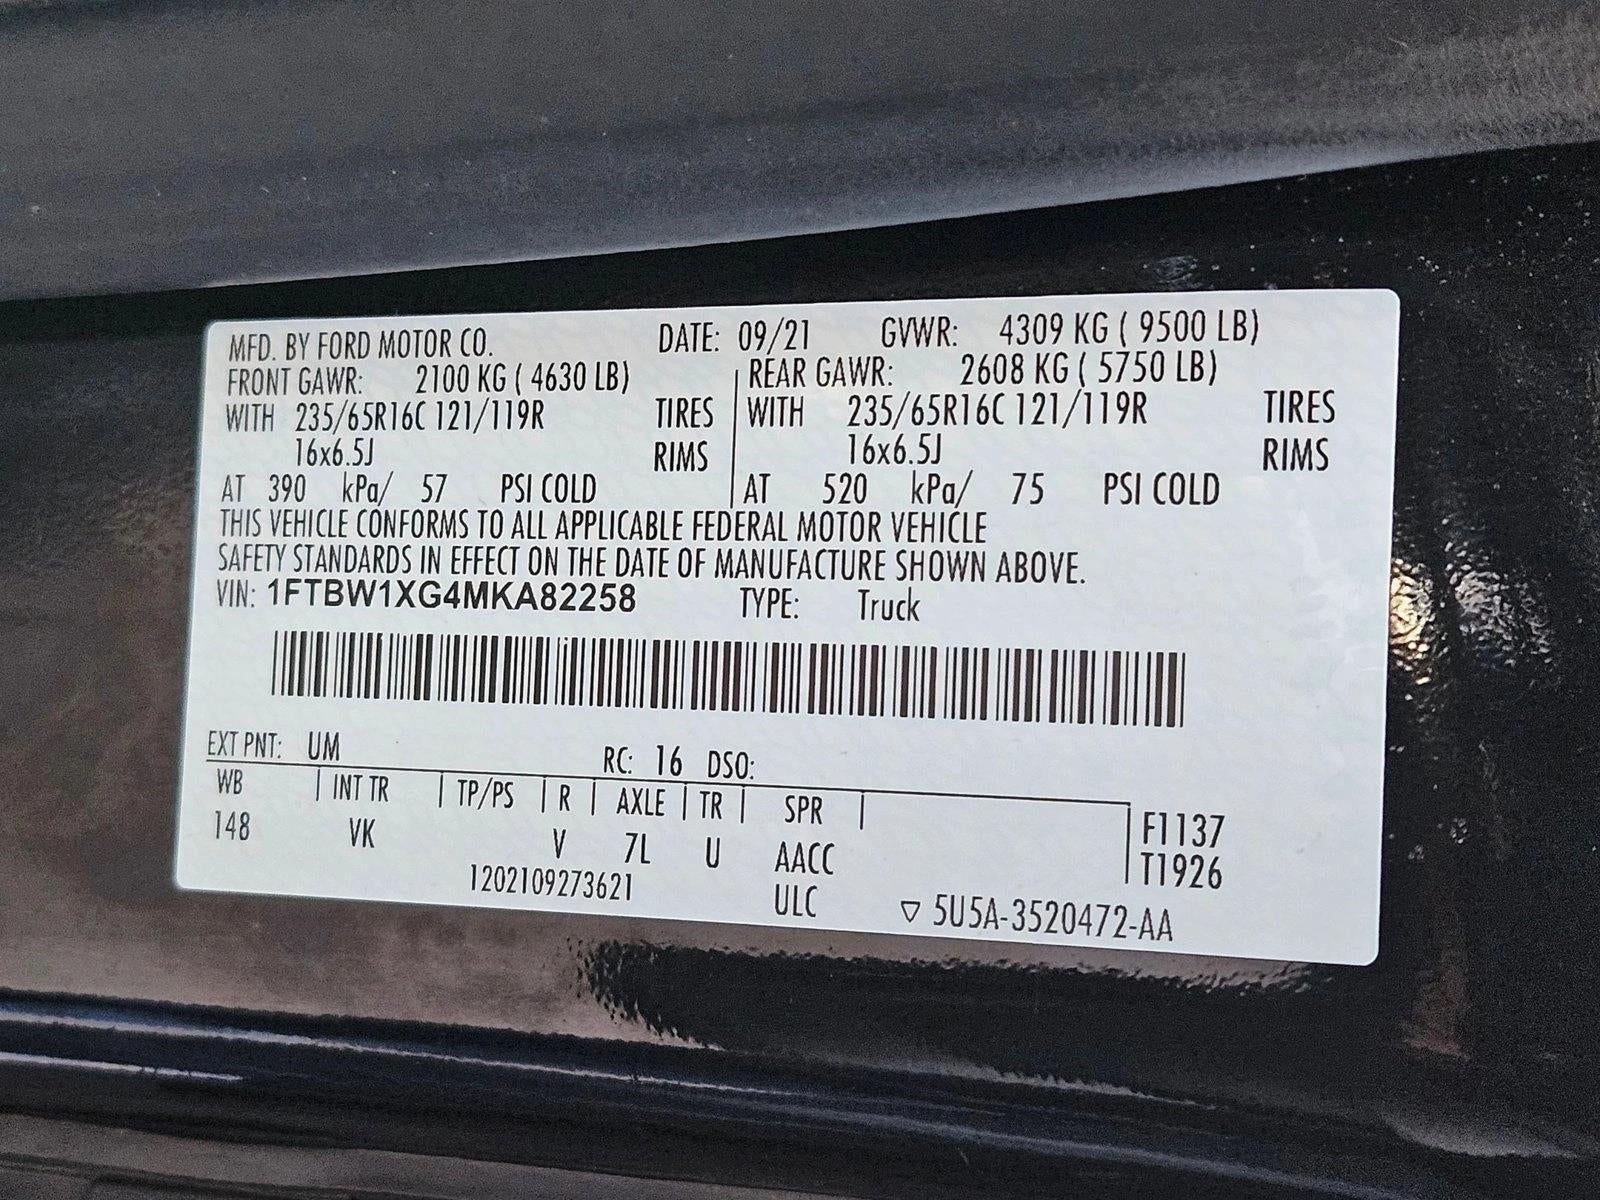 MFD. BY FORD MOTOR CO. DATE: 09/21 GVWR: 4309 KG ( 9500 LB)
FRONT GAWR: 2100 KG ( 4630 LB) REAR GAWR: 2608 KG ( 5750 LB)
WITH 235/65R16C 121/119R TIRES WITH 235/65R16C 121/119R TIRES
16x6.5J RIMS 16x6.5J RIMS
AT 390 kPa/ 57 PSI COLD AT 520 kPa/ 75 PSI COLD
THIS VEHICLE CONFORMS TO ALL APPLICABLE FEDERAL MOTOR VEHICLE
SAFETY STANDARDS IN EFFECT ON THE DATE OF MANUFACTURE SHOWN ABOVE.
VIN: 1FTBW1XG4MKA82258 TYPE: Truck
EXT PNT: UM RC: 16 DSO:
WB INT TR TP/PS R AXLE TR SPR F1137
148 VK V 7L U AACC T1926
1202109273621 ULC ▽ 5U5A-3520472-AA